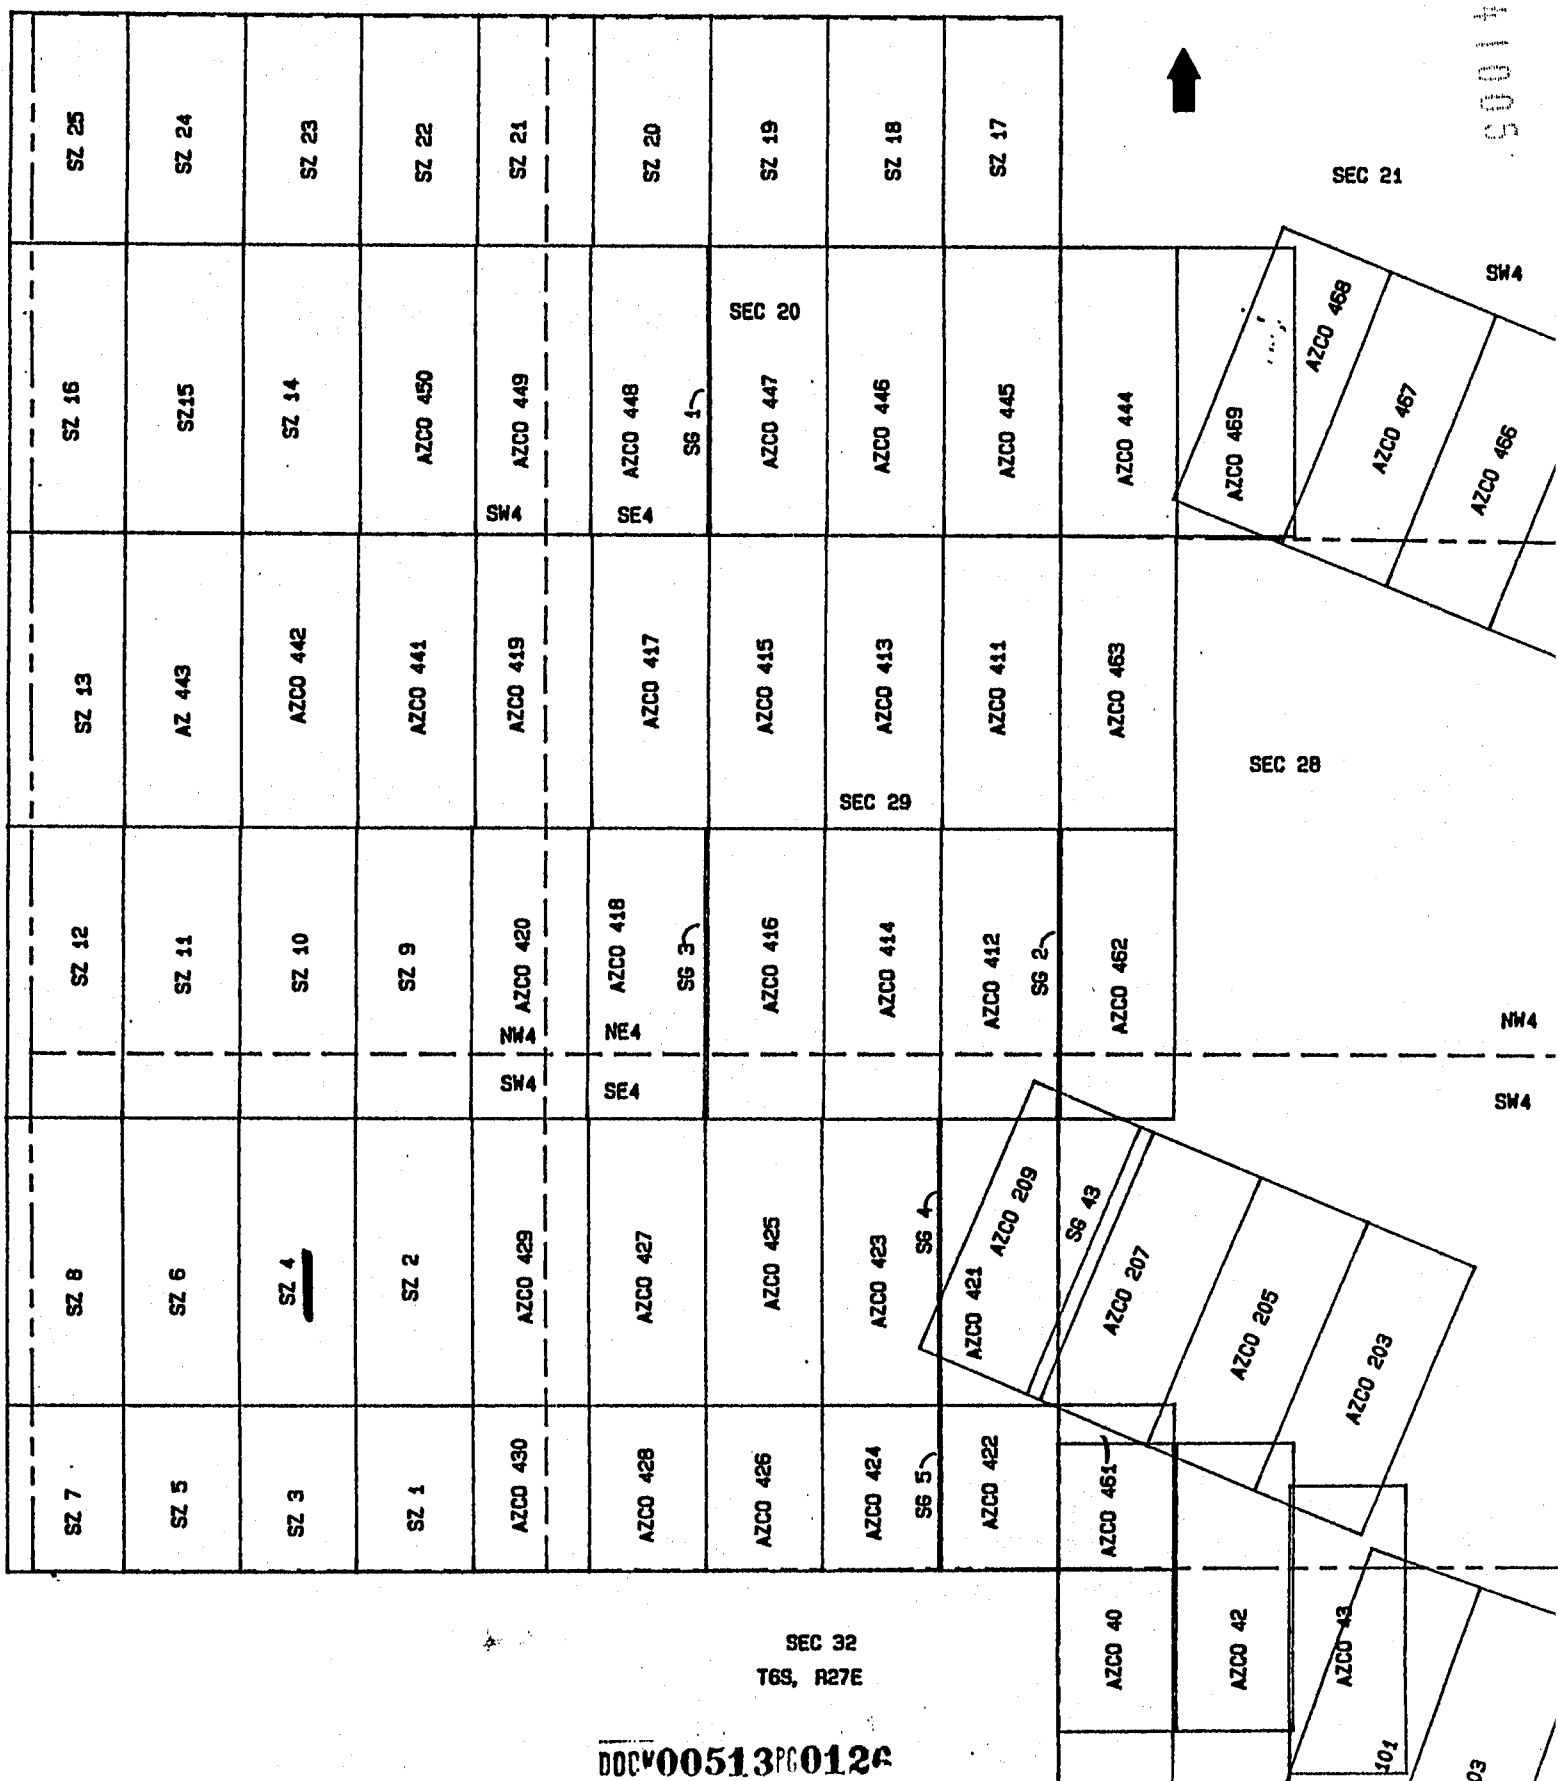 SZ 25
SZ 24
SZ 23
SZ 22
SZ 21
SZ 20
SZ 19
SZ 18
SZ 17
SEC 21
SW4
SEC 20
SZ 16
SZ15
SZ 14
AZCO 450
AZCO 449
AZCO 448
SG 1
AZCO 447
AZCO 446
AZCO 445
AZCO 444
AZCO 469
AZCO 468
AZCO 467
AZCO 466
SW4
SE4
SZ 13
AZ 443
AZCO 442
AZCO 441
AZCO 419
AZCO 417
AZCO 415
AZCO 413
AZCO 411
AZCO 463
SEC 28
SEC 29
SZ 12
SZ 11
SZ 10
SZ 9
AZCO 420
AZCO 418
SG 3
AZCO 416
AZCO 414
AZCO 412
SG 2
AZCO 462
NW4
NE4
NW4
SW4
SE4
SW4
SZ 8
SZ 6
SZ 4
SZ 2
AZCO 429
AZCO 427
AZCO 425
AZCO 423
SG 4
AZCO 421
AZCO 209
SG 43
AZCO 207
AZCO 205
AZCO 203
SZ 7
SZ 5
SZ 3
SZ 1
AZCO 430
AZCO 428
AZCO 426
AZCO 424
SG 5
AZCO 422
AZCO 461
AZCO 40
AZCO 42
AZCO 43
SEC 32
T6S, R27E
101
03